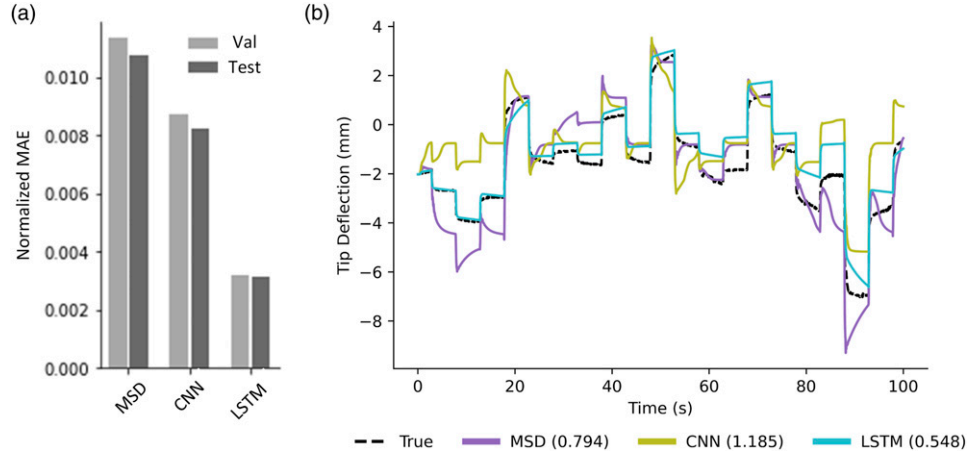 (a)
Val
Test
0.010
0.008
0.006
0.004
0.002
0.000
Normalized MAE
MSD
CNN
LSTM
(b)
4
2
0
−2
−4
−6
−8
Tip Deflection (mm)
0
20
40
60
80
100
Time (s)
True
MSD (0.794)
CNN (1.185)
LSTM (0.548)